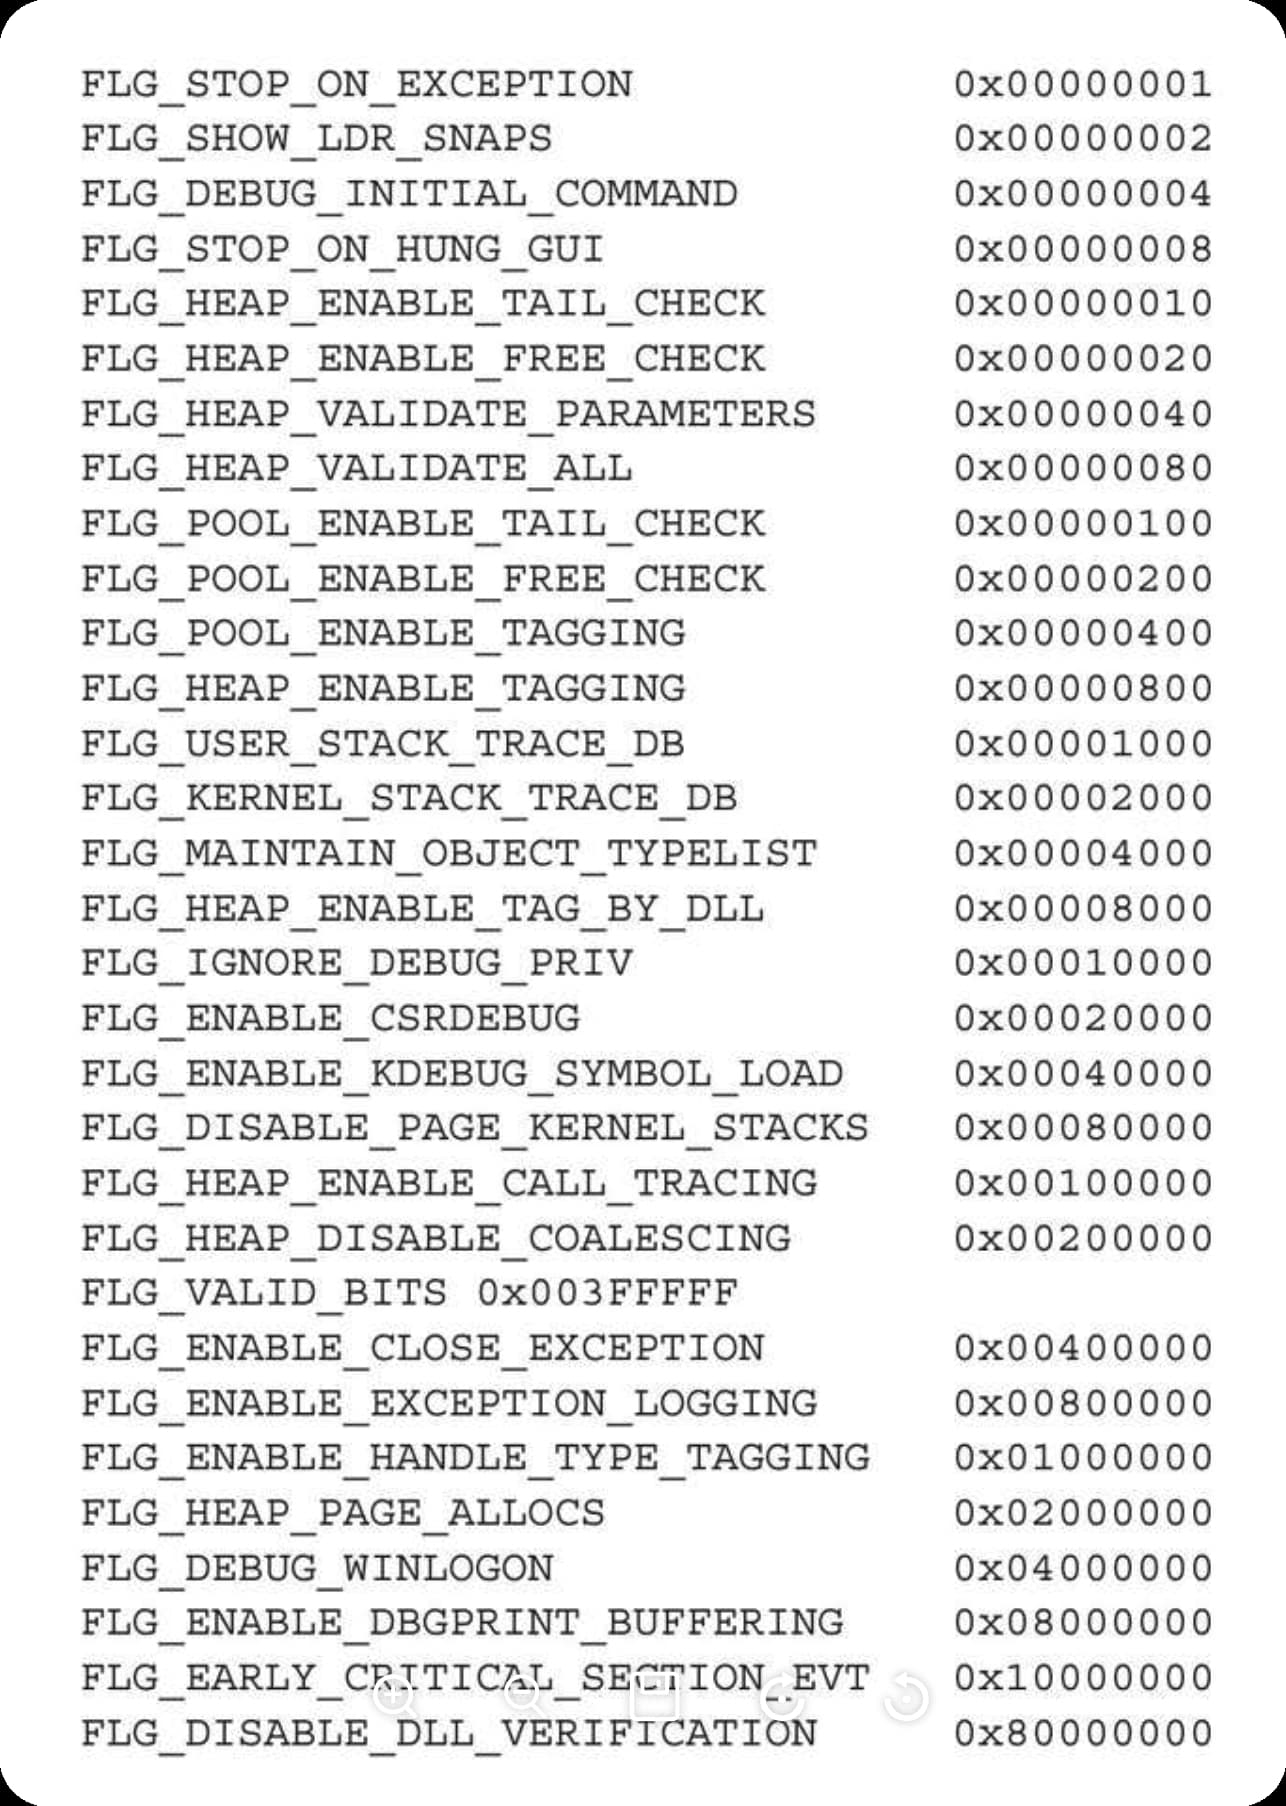 FLG_STOP_ON_EXCEPTION 0x00000001
FLG_SHOW_LDR_SNAPS 0x00000002
FLG_DEBUG_INITIAL_COMMAND 0x00000004
FLG_STOP_ON_HUNG_GUI 0x00000008
FLG_HEAP_ENABLE_TAIL_CHECK 0x00000010
FLG_HEAP_ENABLE_FREE_CHECK 0x00000020
FLG_HEAP_VALIDATE_PARAMETERS 0x00000040
FLG_HEAP_VALIDATE_ALL 0x00000080
FLG_POOL_ENABLE_TAIL_CHECK 0x00000100
FLG_POOL_ENABLE_FREE_CHECK 0x00000200
FLG_POOL_ENABLE_TAGGING 0x00000400
FLG_HEAP_ENABLE_TAGGING 0x00000800
FLG_USER_STACK_TRACE_DB 0x00001000
FLG_KERNEL_STACK_TRACE_DB 0x00002000
FLG_MAINTAIN_OBJECT_TYPELIST 0x00004000
FLG_HEAP_ENABLE_TAG_BY_DLL 0x00008000
FLG_IGNORE_DEBUG_PRIV 0x00010000
FLG_ENABLE_CSRDEBUG 0x00020000
FLG_ENABLE_KDEBUG_SYMBOL_LOAD 0x00040000
FLG_DISABLE_PAGE_KERNEL_STACKS 0x00080000
FLG_HEAP_ENABLE_CALL_TRACING 0x00100000
FLG_HEAP_DISABLE_COALESCING 0x00200000
FLG_VALID_BITS 0x003FFFFF
FLG_ENABLE_CLOSE_EXCEPTION 0x00400000
FLG_ENABLE_EXCEPTION_LOGGING 0x00800000
FLG_ENABLE_HANDLE_TYPE_TAGGING 0x01000000
FLG_HEAP_PAGE_ALLOCS 0x02000000
FLG_DEBUG_WINLOGON 0x04000000
FLG_ENABLE_DBGPRINT_BUFFERING 0x08000000
FLG_EARLY_CRITICAL_SECTION_EVT 0x10000000
FLG_DISABLE_DLL_VERIFICATION 0x80000000